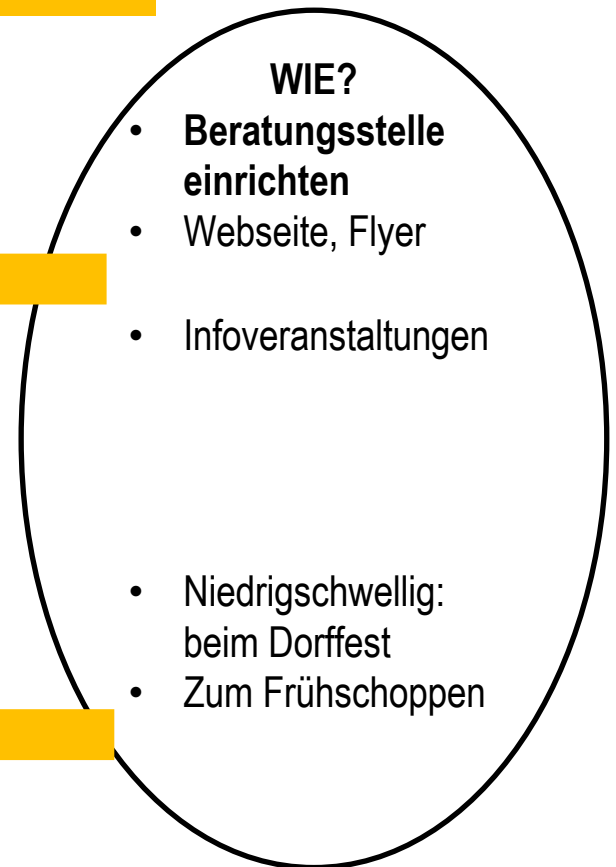 WIE?
• Beratungsstelle
einrichten
• Webseite, Flyer
• Infoveranstaltungen
• Niedrigschwellig:
beim Dorffest
• Zum Frühschoppen